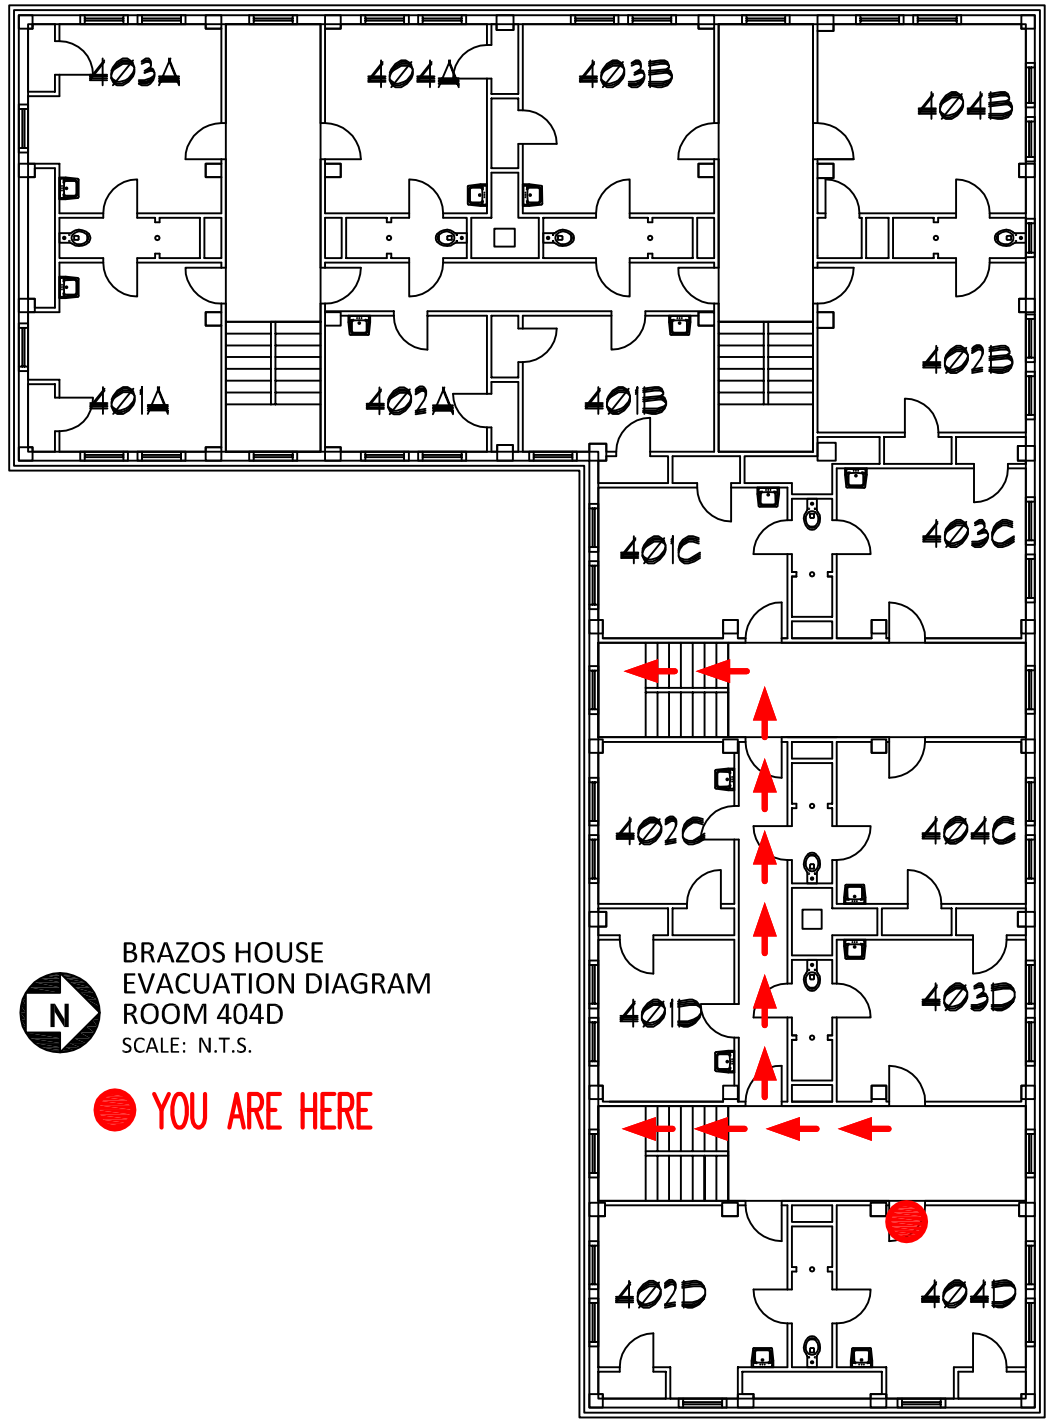 403A
404A
403B
404B
401A
402A
401B
402B
401C
403C
402C
404C
401D
403D
402D
404D
BRAZOS HOUSE
EVACUATION DIAGRAM
ROOM 404D
SCALE: N.T.S.
N
YOU ARE HERE